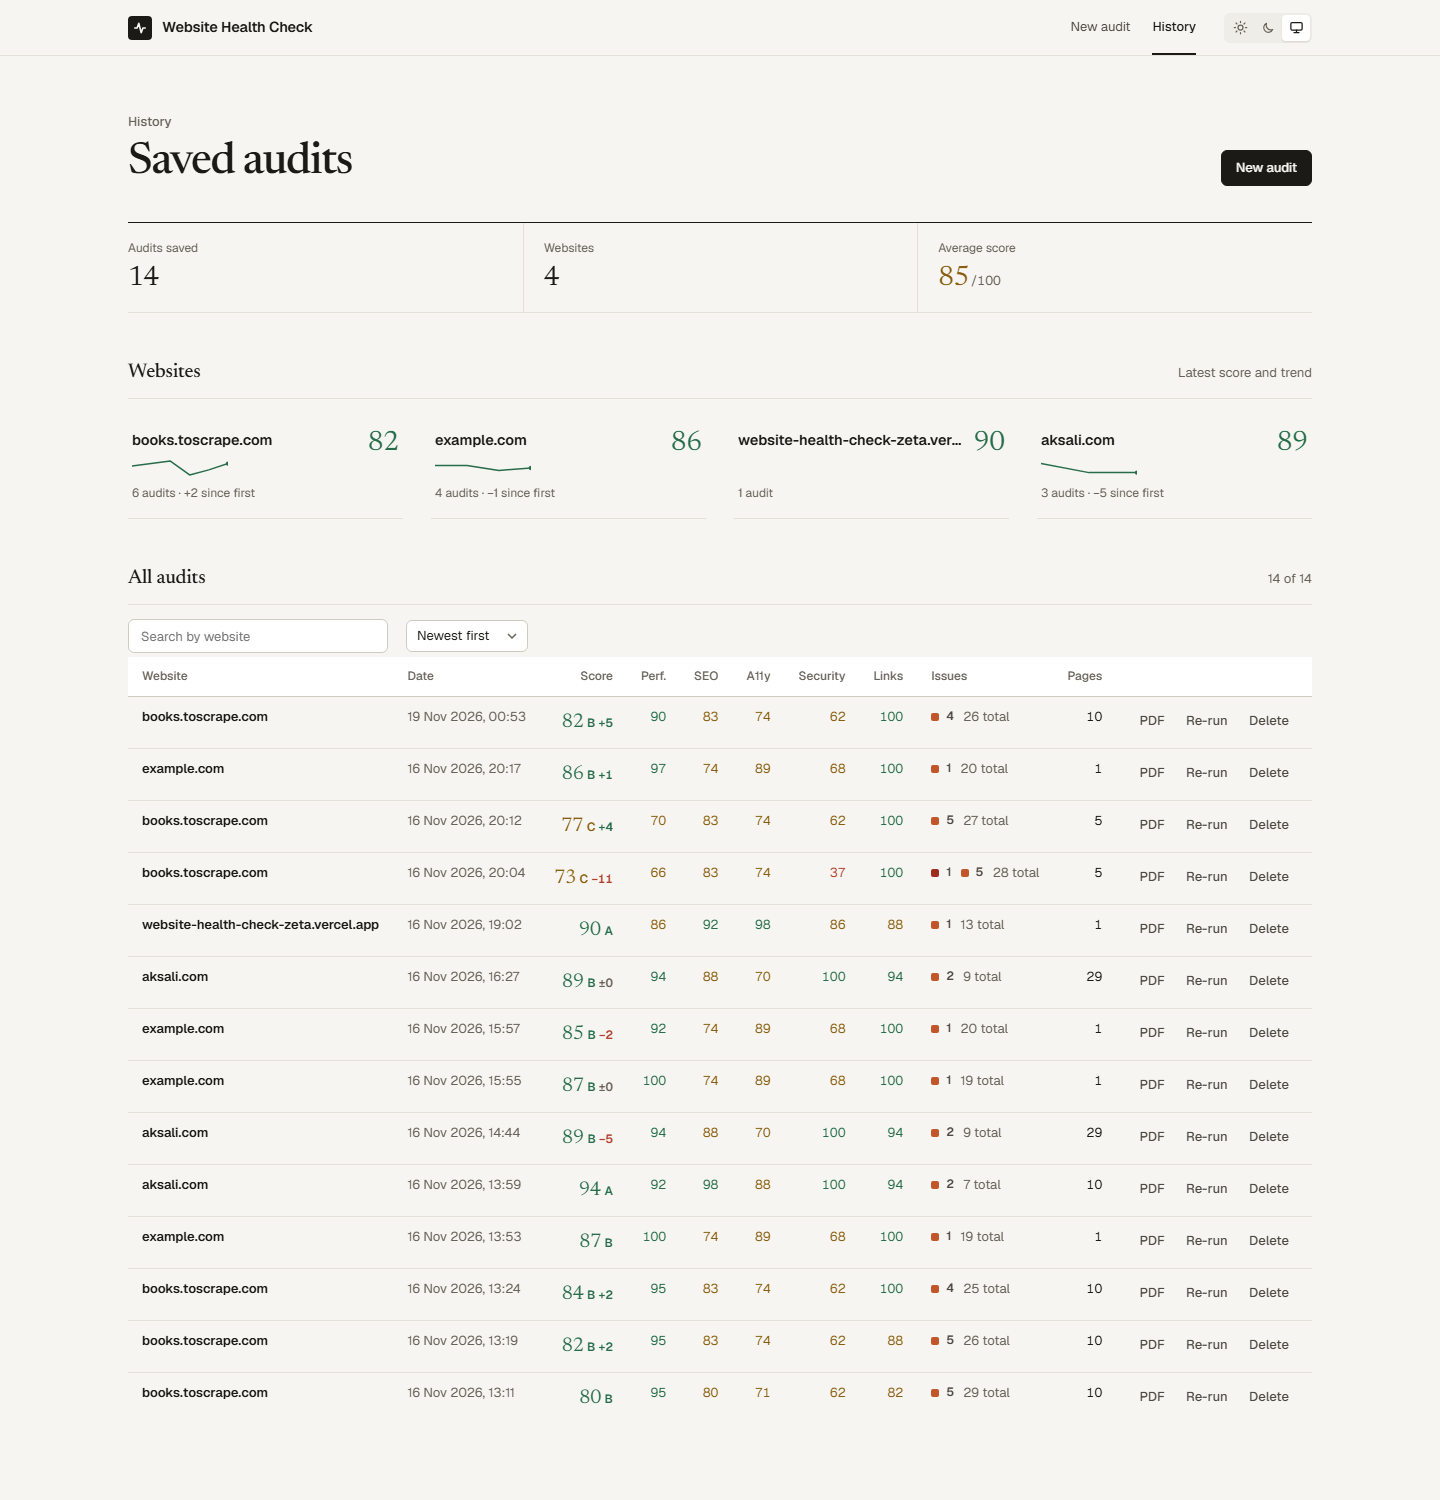 Website Health Check
New audit History
History
Saved audits
New audit
Audits saved Websites Average score
14 4 85 /100
Websites Latest score and trend
books.toscrape.com 82 example.com 86 website-health-check-zeta.ver... 90 aksali.com 89
6 audits · +2 since first 4 audits · −1 since first 1 audit 3 audits · −5 since first
All audits 14 of 14
Search by website Newest first
Website Date Score Perf. SEO A11y Security Links Issues Pages
books.toscrape.com 19 Nov 2026, 00:53 82 B +5 90 83 74 62 100 4 26 total 10 PDF Re-run Delete
example.com 16 Nov 2026, 20:17 86 B +1 97 74 89 68 100 1 20 total 1 PDF Re-run Delete
books.toscrape.com 16 Nov 2026, 20:12 77 C +4 70 83 74 62 100 5 27 total 5 PDF Re-run Delete
books.toscrape.com 16 Nov 2026, 20:04 73 C −11 66 83 74 37 100 1 5 28 total 5 PDF Re-run Delete
website-health-check-zeta.vercel.app 16 Nov 2026, 19:02 90 A 86 92 98 86 88 1 13 total 1 PDF Re-run Delete
aksali.com 16 Nov 2026, 16:27 89 B ±0 94 88 70 100 94 2 9 total 29 PDF Re-run Delete
example.com 16 Nov 2026, 15:57 85 B −2 92 74 89 68 100 1 20 total 1 PDF Re-run Delete
example.com 16 Nov 2026, 15:55 87 B ±0 100 74 89 68 100 1 19 total 1 PDF Re-run Delete
aksali.com 16 Nov 2026, 14:44 89 B −5 94 88 70 100 94 2 9 total 29 PDF Re-run Delete
aksali.com 16 Nov 2026, 13:59 94 A 92 98 88 100 94 2 7 total 10 PDF Re-run Delete
example.com 16 Nov 2026, 13:53 87 B 100 74 89 68 100 1 19 total 1 PDF Re-run Delete
books.toscrape.com 16 Nov 2026, 13:24 84 B +2 95 83 74 62 100 4 25 total 10 PDF Re-run Delete
books.toscrape.com 16 Nov 2026, 13:19 82 B +2 95 83 74 62 88 5 26 total 10 PDF Re-run Delete
books.toscrape.com 16 Nov 2026, 13:11 80 B 95 80 71 62 82 5 29 total 10 PDF Re-run Delete